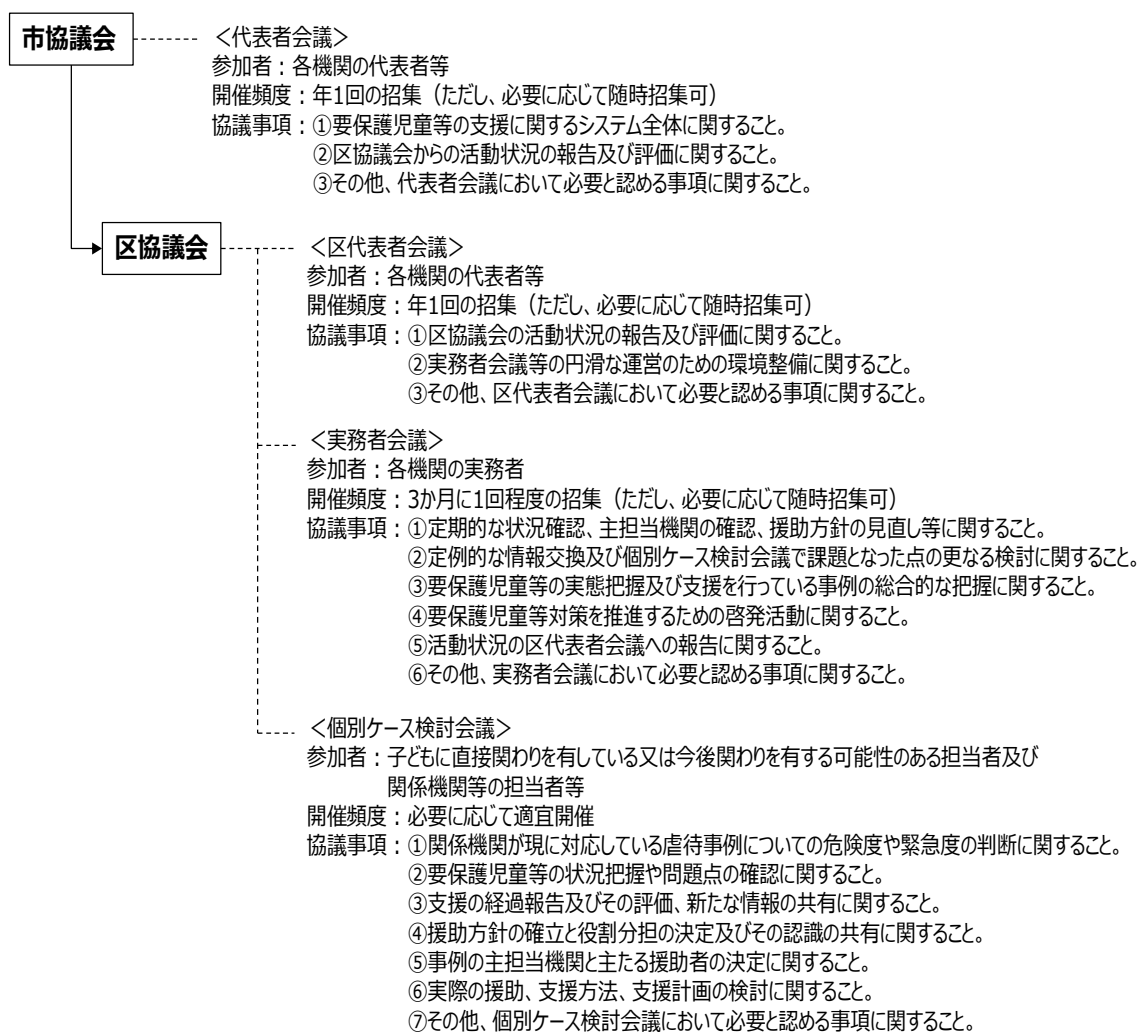 市協議会
＜代表者会議＞
参加者：各機関の代表者等
開催頻度：年1回の招集（ただし、必要に応じて随時招集可）
協議事項：①要保護児童等の支援に関するシステム全体に関すること。
②区協議会からの活動状況の報告及び評価に関すること。
③その他、代表者会議において必要と認める事項に関すること。
区協議会
＜区代表者会議＞
参加者：各機関の代表者等
開催頻度：年1回の招集（ただし、必要に応じて随時招集可）
協議事項：①区協議会の活動状況の報告及び評価に関すること。
②実務者会議等の円滑な運営のための環境整備に関すること。
③その他、区代表者会議において必要と認める事項に関すること。
＜実務者会議＞
参加者：各機関の実務者
開催頻度：3か月に1回程度の招集（ただし、必要に応じて随時招集可）
協議事項：①定期的な状況確認、主担当機関の確認、援助方針の見直し等に関すること。
②定例的な情報交換及び個別ケース検討会議で課題となった点の更なる検討に関すること。
③要保護児童等の実態把握及び支援を行っている事例の総合的な把握に関すること。
④要保護児童等対策を推進するための啓発活動に関すること。
⑤活動状況の区代表者会議への報告に関すること。
⑥その他、実務者会議において必要と認める事項に関すること。
＜個別ケース検討会議＞
参加者：子どもに直接関わりを有している又は今後関わりを有する可能性のある担当者及び
関係機関等の担当者等
開催頻度：必要に応じて適宜開催
協議事項：①関係機関が現に対応している虐待事例についての危険度や緊急度の判断に関すること。
②要保護児童等の状況把握や問題点の確認に関すること。
③支援の経過報告及びその評価、新たな情報の共有に関すること。
④援助方針の確立と役割分担の決定及びその認識の共有に関すること。
⑤事例の主担当機関と主たる援助者の決定に関すること。
⑥実際の援助、支援方法、支援計画の検討に関すること。
⑦その他、個別ケース検討会議において必要と認める事項に関すること。